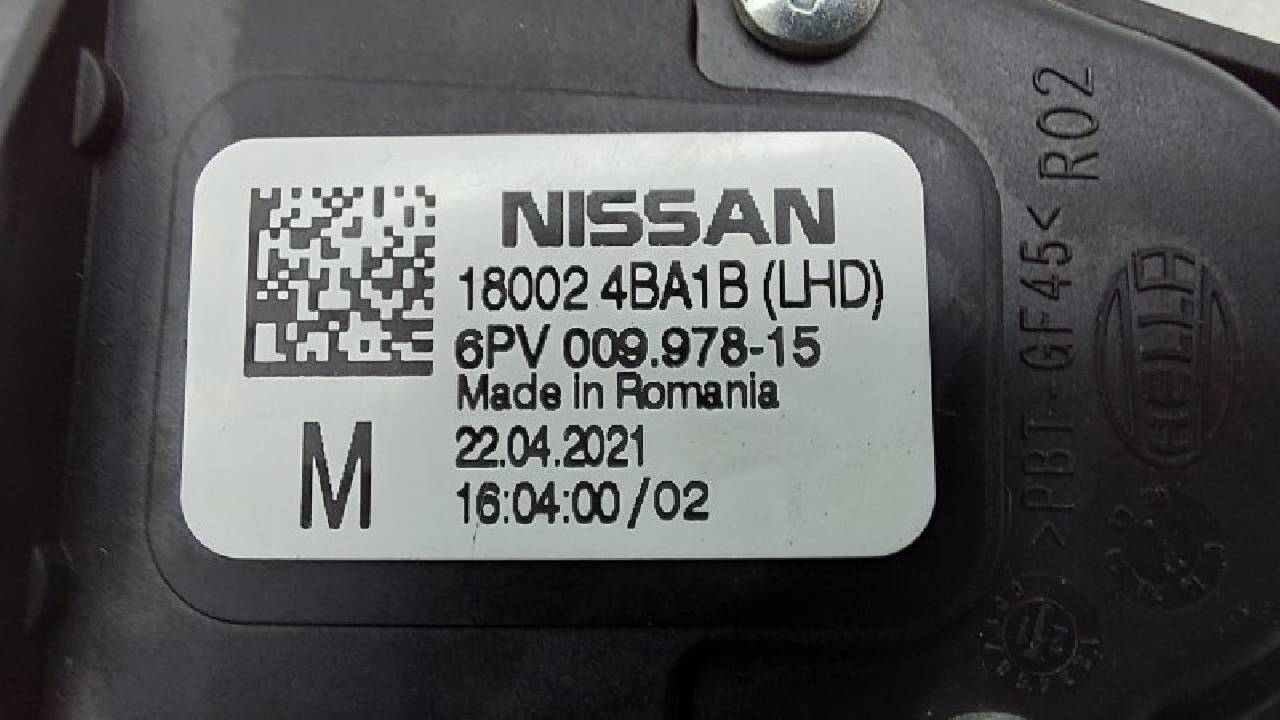 NISSAN
18002 4BA1B (LHD)
6PV 009.978-15
Made in Romania
22.04.2021
16:04:00/02
M
>PBT-GF45< R02
HELLA